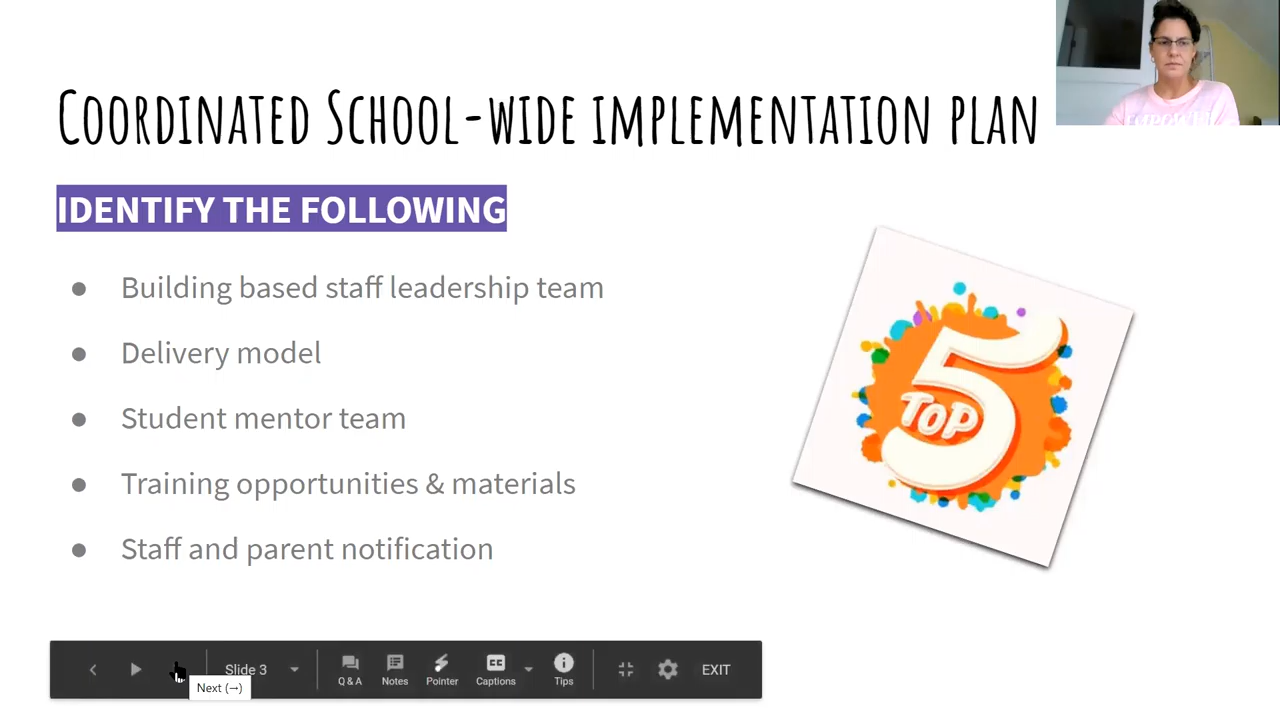 Coordinated School-wide implementation plan
IDENTIFY THE FOLLOWING
● Building based staff leadership team
● Delivery model
● Student mentor team
● Training opportunities & materials
● Staff and parent notification
TOP
5
Slide 3
Q & A
Notes
Pointer
CC
Captions
Tips
EXIT
Next (→)